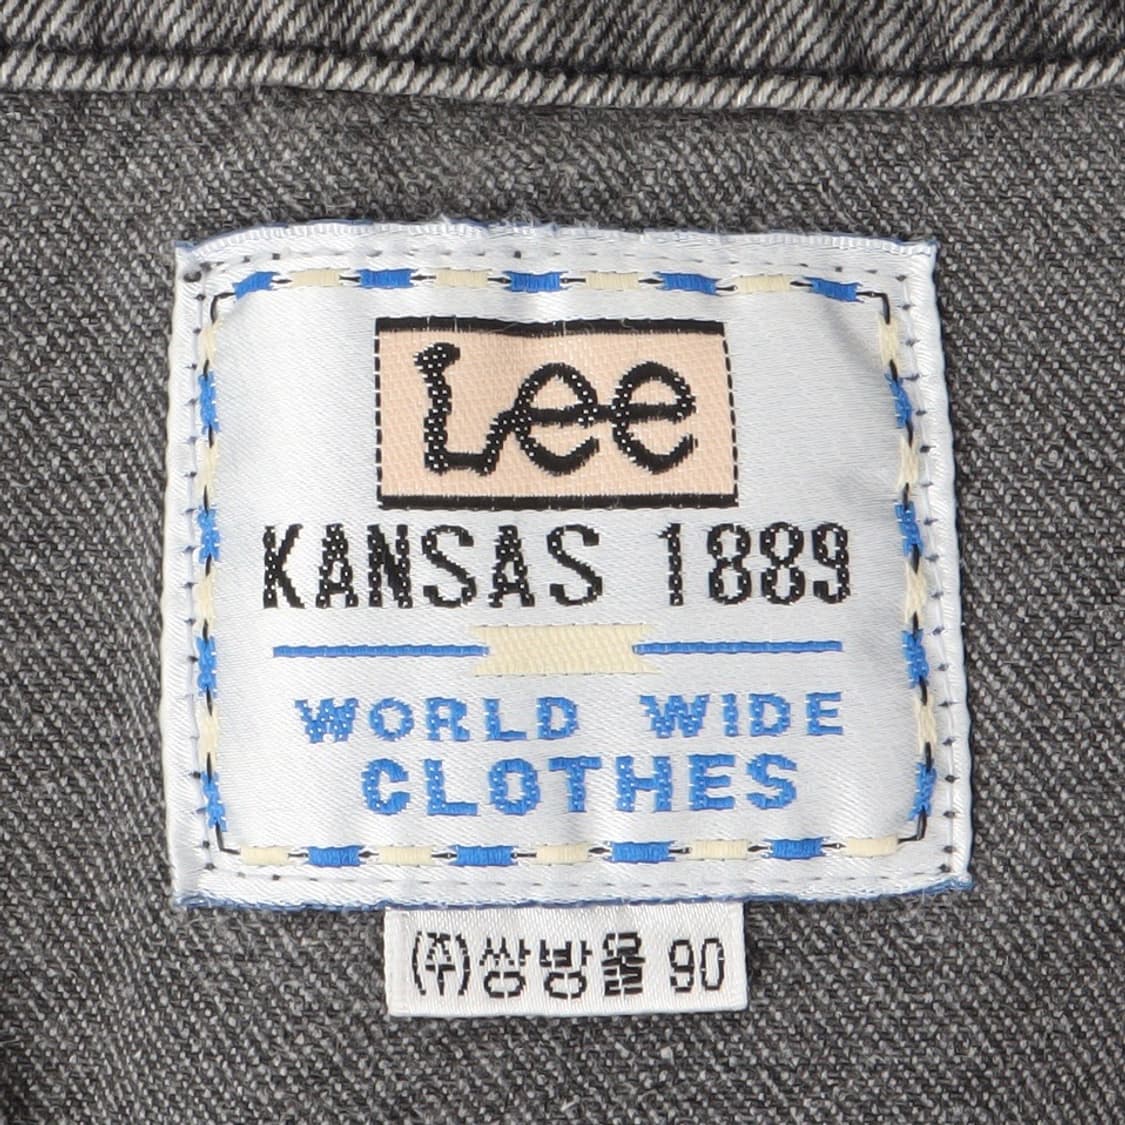 Lee
KANSAS 1889
WORLD WIDE
CLOTHES
(주)쌍방울 90